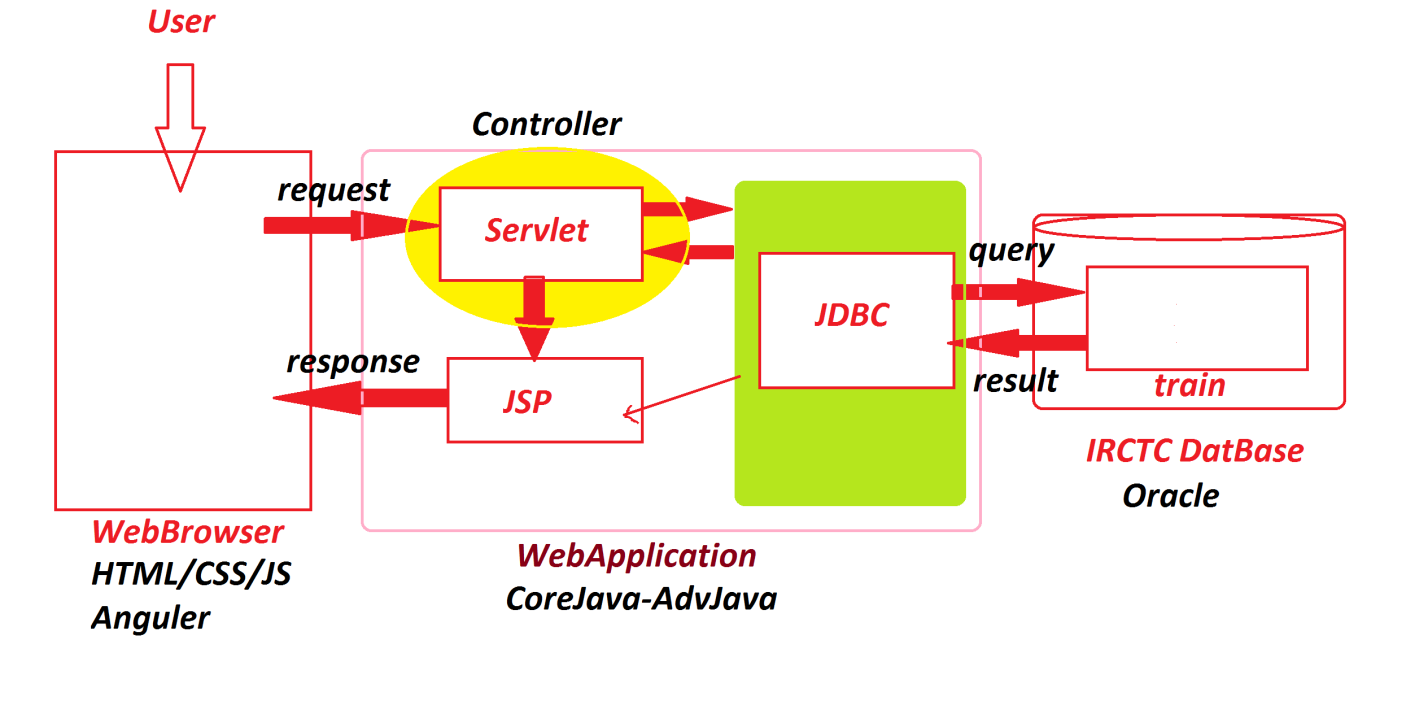 User
Controller
request
Servlet
query
JDBC
response
result
JSP
train
IRCTC DatBase
Oracle
WebBrowser
HTML/CSS/JS
Anguler
WebApplication
CoreJava-AdvJava